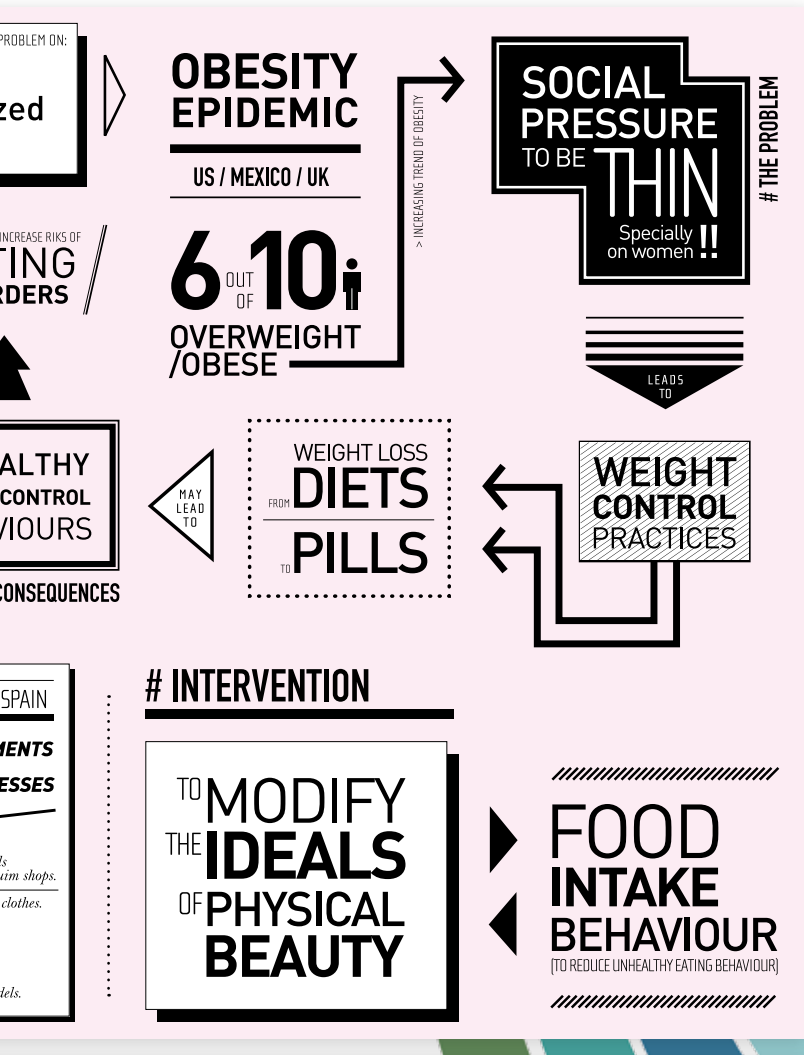 PROBLEM ON:
zed
OBESITY
EPIDEMIC
US / MEXICO / UK
6 OUT OF 10
OVERWEIGHT
/OBESE
> INCREASING TREND OF OBESITY
SOCIAL
PRESSURE
TO BE THIN
Specially
on women !!
# THE PROBLEM
INCREASE RIKS OF
TING
RDERS
LEADS
TO
WEIGHT
CONTROL
PRACTICES
WEIGHT LOSS
FROM DIETS
TO PILLS
MAY
LEAD
TO
ALTHY
CONTROL
VIOURS
CONSEQUENCES
SPAIN
MENTS
ESSES
ls
uim shops.
clothes.
dels.
# INTERVENTION
TO MODIFY
THE IDEALS
OF PHYSICAL
BEAUTY
FOOD
INTAKE
BEHAVIOUR
(TO REDUCE UNHEALTHY EATING BEHAVIOUR)